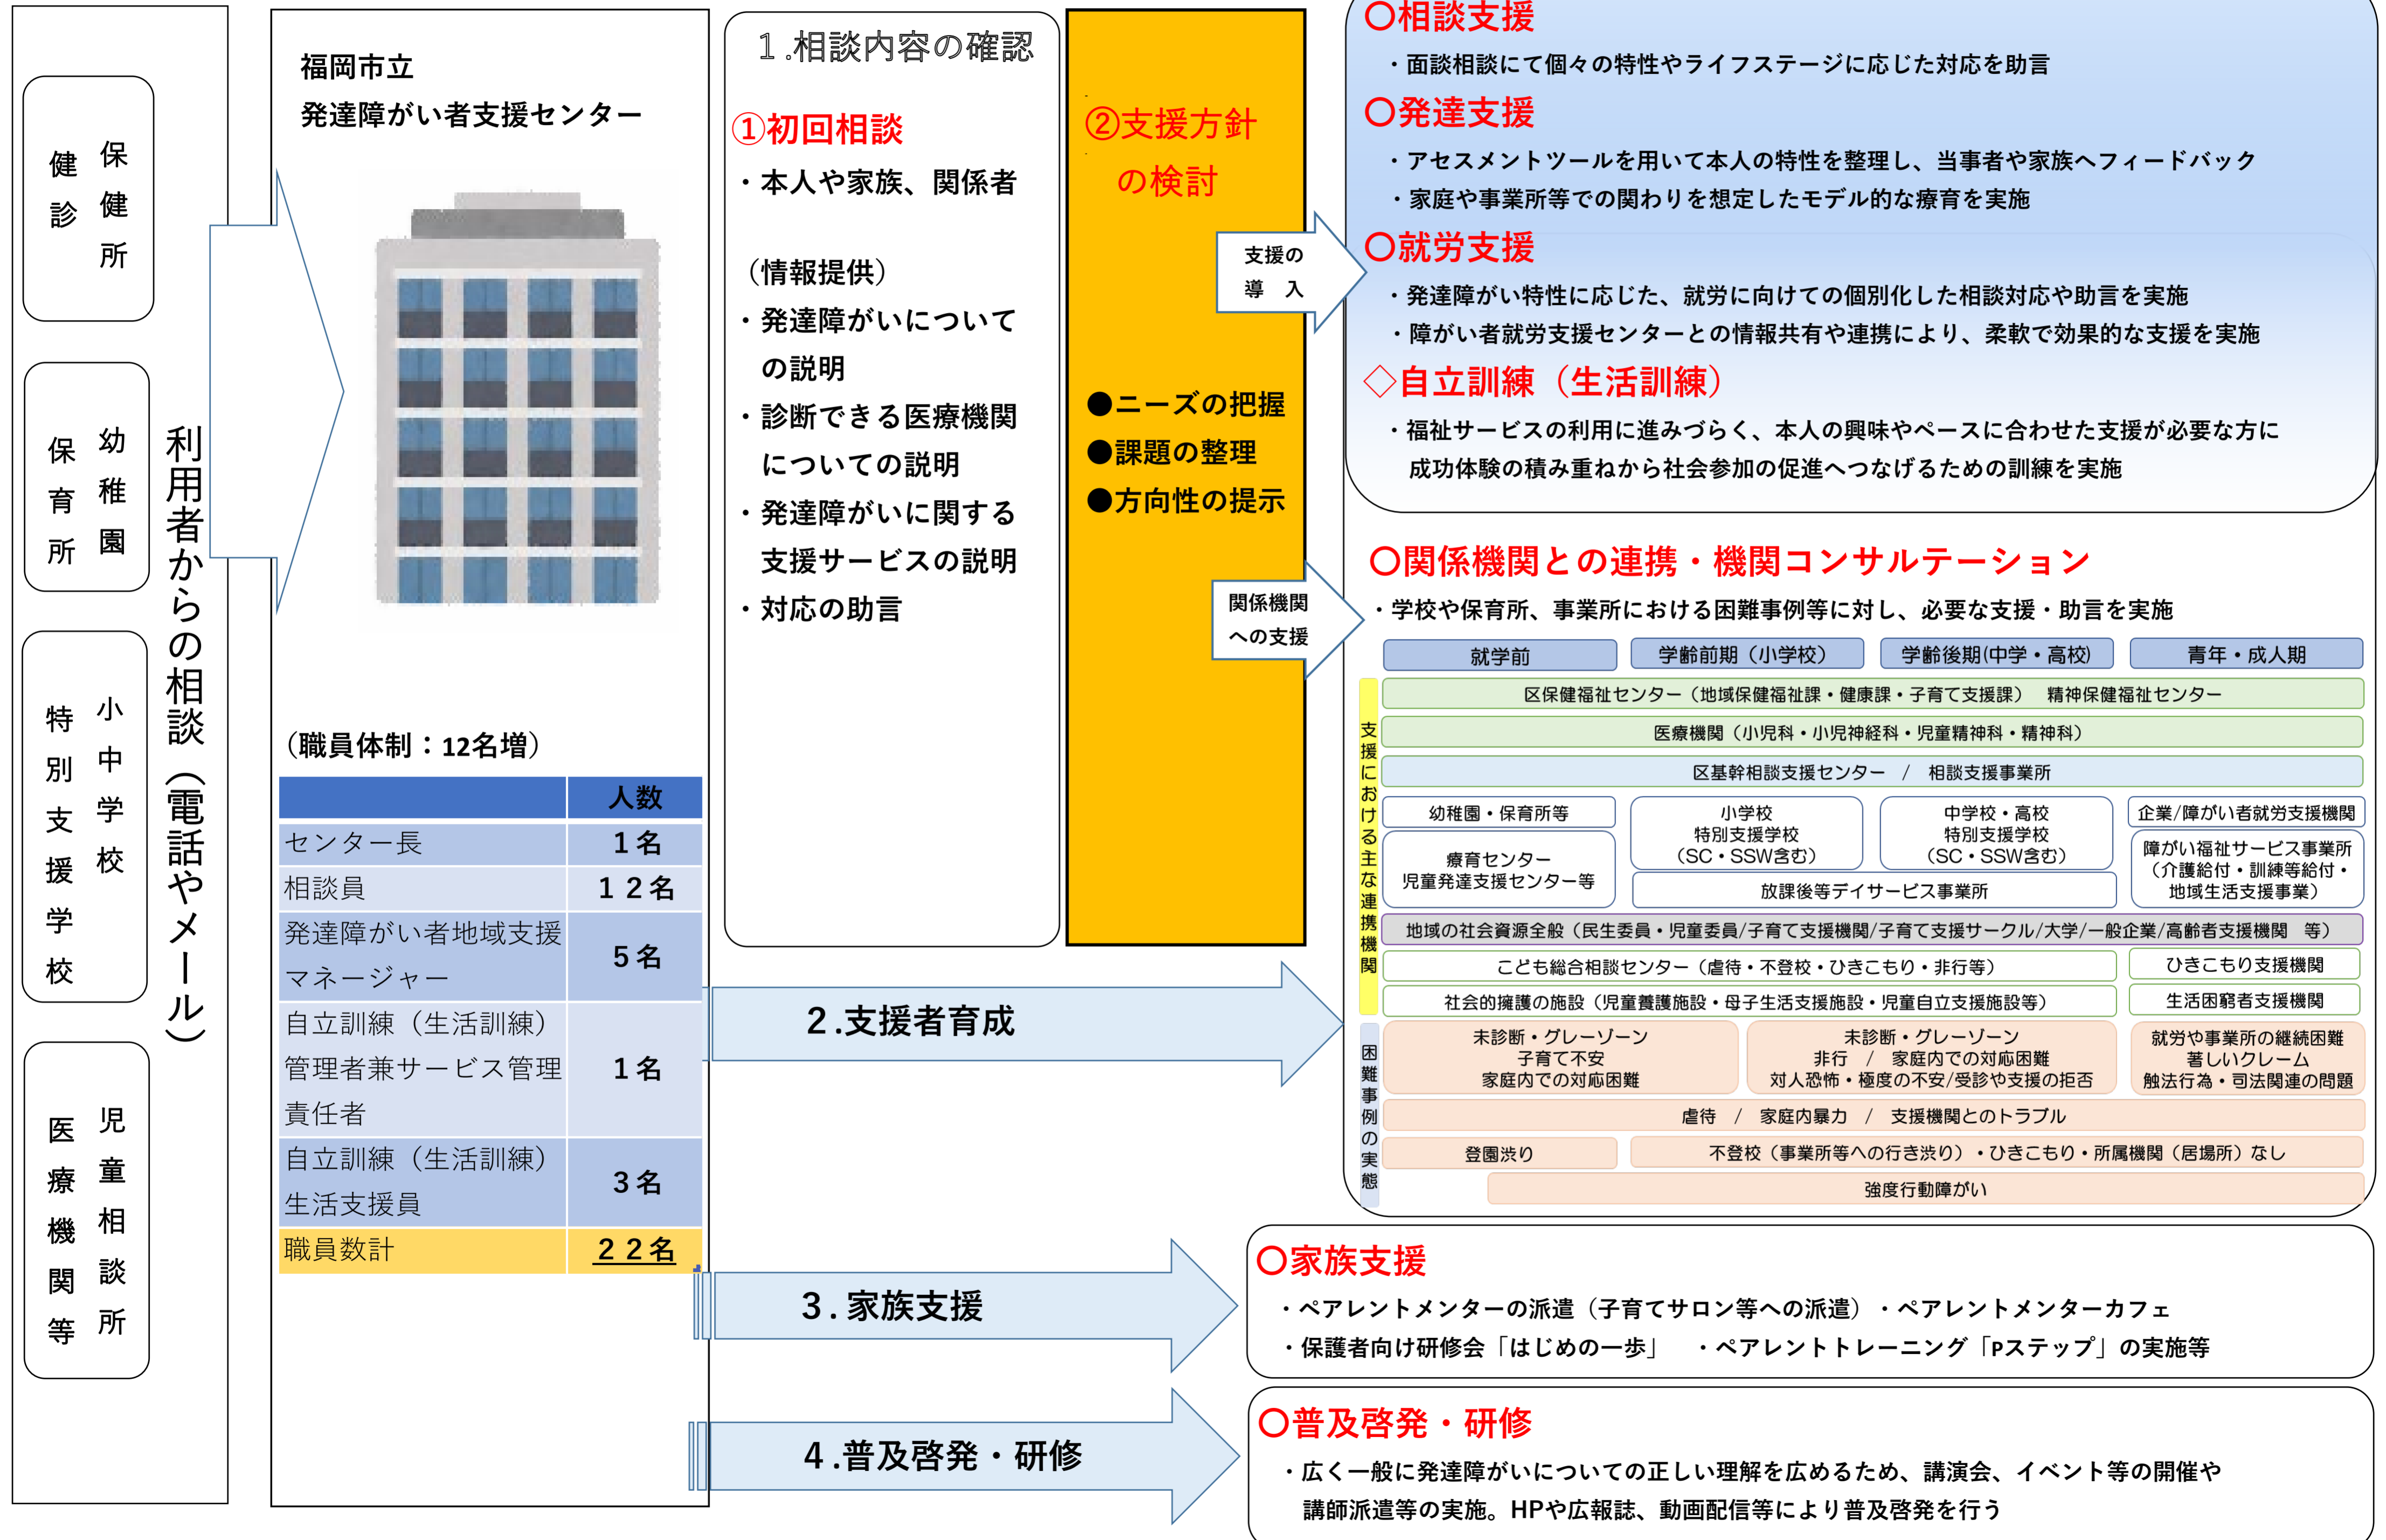 保健所
健診
幼稚園
保育所
小中学校
特別支援学校
児童相談所
医療機関等
利用者からの相談（電話やメール）
福岡市立
発達障がい者支援センター
（職員体制：12名増）
人数
センター長 1名
相談員 12名
発達障がい者地域支援
マネージャー
5名
自立訓練（生活訓練）
管理者兼サービス管理
責任者
1名
自立訓練（生活訓練）
生活支援員
3名
職員数計 22名
1.相談内容の確認
①初回相談
・本人や家族、関係者
（情報提供）
・発達障がいについて
の説明
・診断できる医療機関
についての説明
・発達障がいに関する
支援サービスの説明
・対応の助言
②支援方針
の検討
●ニーズの把握
●課題の整理
●方向性の提示
支援の
導　入
関係機関
への支援
〇相談支援
・面談相談にて個々の特性やライフステージに応じた対応を助言
〇発達支援
・アセスメントツールを用いて本人の特性を整理し、当事者や家族へフィードバック
・家庭や事業所等での関わりを想定したモデル的な療育を実施
〇就労支援
・発達障がい特性に応じた、就労に向けての個別化した相談対応や助言を実施
・障がい者就労支援センターとの情報共有や連携により、柔軟で効果的な支援を実施
◇自立訓練（生活訓練）
・福祉サービスの利用に進みづらく、本人の興味やペースに合わせた支援が必要な方に
成功体験の積み重ねから社会参加の促進へつなげるための訓練を実施
〇関係機関との連携・機関コンサルテーション
・学校や保育所、事業所における困難事例等に対し、必要な支援・助言を実施
就学前 学齢前期（小学校） 学齢後期(中学・高校) 青年・成人期
支援における主な連携機関
区保健福祉センター（地域保健福祉課・健康課・子育て支援課）　精神保健福祉センター
医療機関（小児科・小児神経科・児童精神科・精神科）
区基幹相談支援センター　/　相談支援事業所
幼稚園・保育所等
療育センター
児童発達支援センター等
小学校
特別支援学校
（SC・SSW含む）
中学校・高校
特別支援学校
（SC・SSW含む）
放課後等デイサービス事業所
企業/障がい者就労支援機関
障がい福祉サービス事業所
（介護給付・訓練等給付・
地域生活支援事業）
地域の社会資源全般（民生委員・児童委員/子育て支援機関/子育て支援サークル/大学/一般企業/高齢者支援機関　等）
こども総合相談センター（虐待・不登校・ひきこもり・非行等）
ひきこもり支援機関
社会的擁護の施設（児童養護施設・母子生活支援施設・児童自立支援施設等）
生活困窮者支援機関
困難事例の実態
未診断・グレーゾーン
子育て不安
家庭内での対応困難
未診断・グレーゾーン
非行　/　家庭内での対応困難
対人恐怖・極度の不安/受診や支援の拒否
就労や事業所の継続困難
著しいクレーム
触法行為・司法関連の問題
虐待　/　家庭内暴力　/　支援機関とのトラブル
登園渋り
不登校（事業所等への行き渋り）・ひきこもり・所属機関（居場所）なし
強度行動障がい
2.支援者育成
3.家族支援
〇家族支援
・ペアレントメンターの派遣（子育てサロン等への派遣）・ペアレントメンターカフェ
・保護者向け研修会「はじめの一歩」　・ペアレントトレーニング「Pステップ」の実施等
4.普及啓発・研修
〇普及啓発・研修
・広く一般に発達障がいについての正しい理解を広めるため、講演会、イベント等の開催や
講師派遣等の実施。HPや広報誌、動画配信等により普及啓発を行う